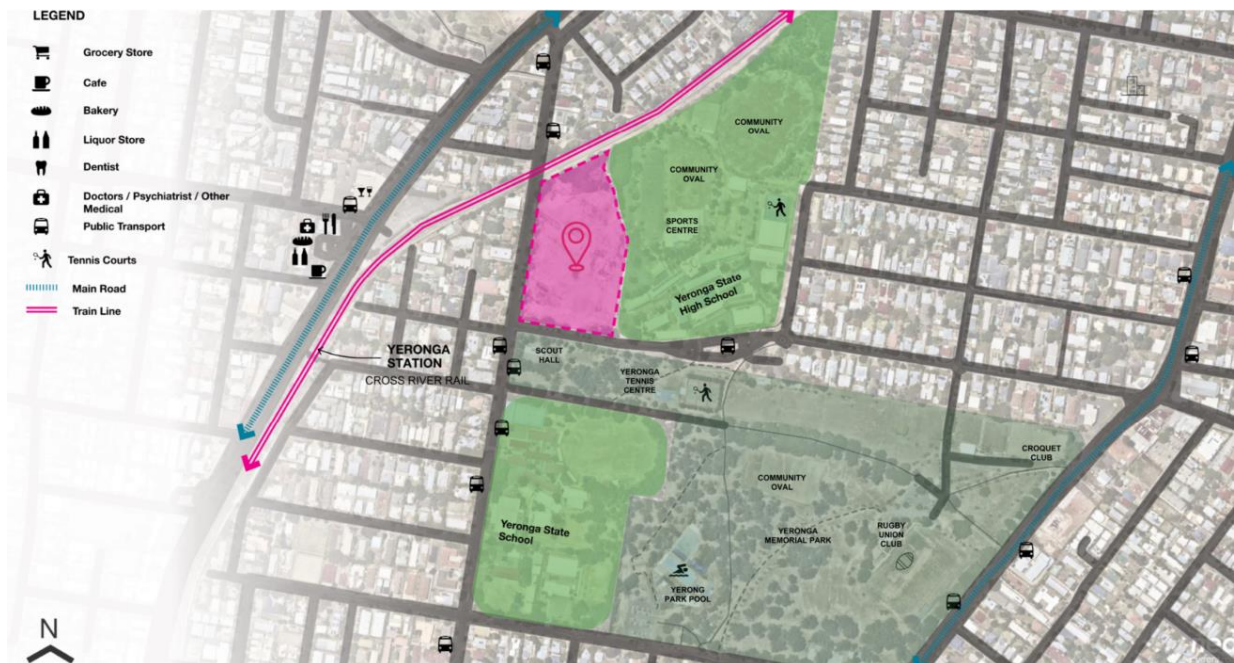 LEGEND
Grocery Store
Cafe
Bakery
Liquor Store
Dentist
Doctors / Psychiatrist / Other
Medical
Public Transport
Tennis Courts
Main Road
Train Line
COMMUNITY
OVAL
COMMUNITY
OVAL
SPORTS
CENTRE
Yeronga State
High School
YERONGA
STATION
CROSS RIVER RAIL
SCOUT
HALL
YERONGA
TENNIS
CENTRE
CROQUET
CLUB
COMMUNITY
OVAL
Yeronga State
School
YERONGA
MEMORIAL PARK
RUGBY
UNION
CLUB
YERONG
PARK POOL
N